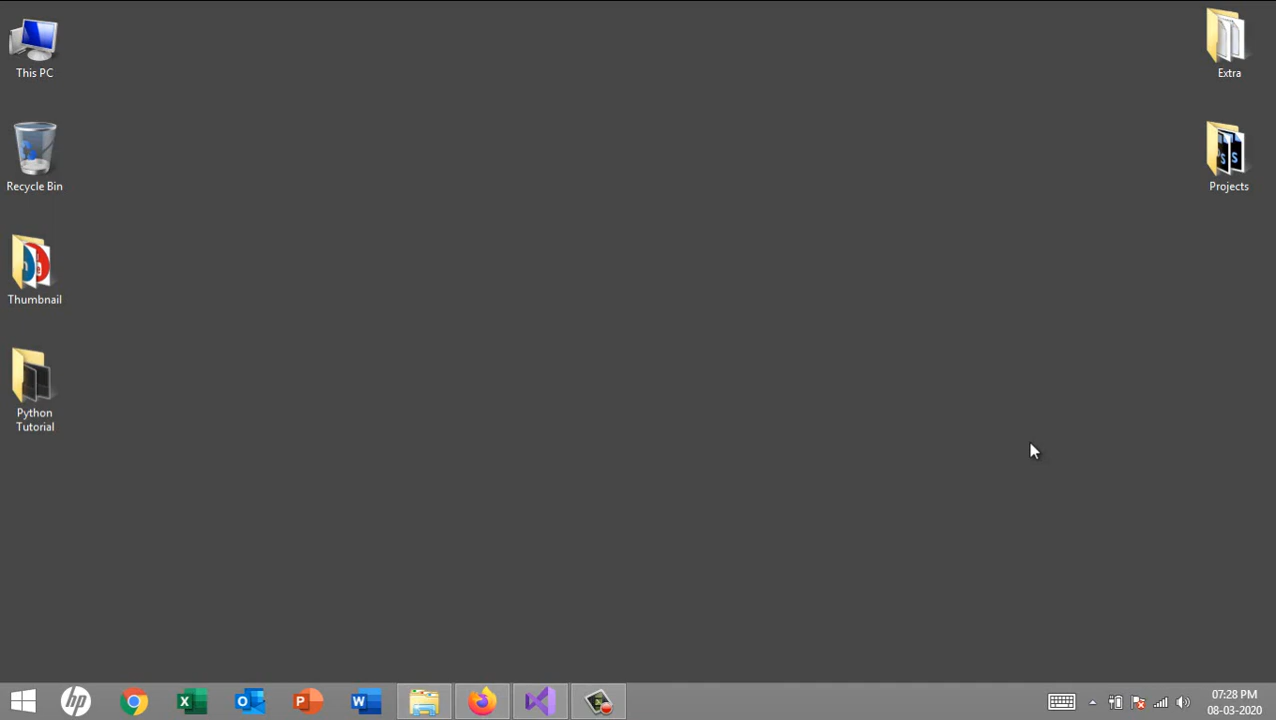 This PC
Extra
Recycle Bin
Projects
Thumbnail
Python
Tutorial
07:28 PM
08-03-2020